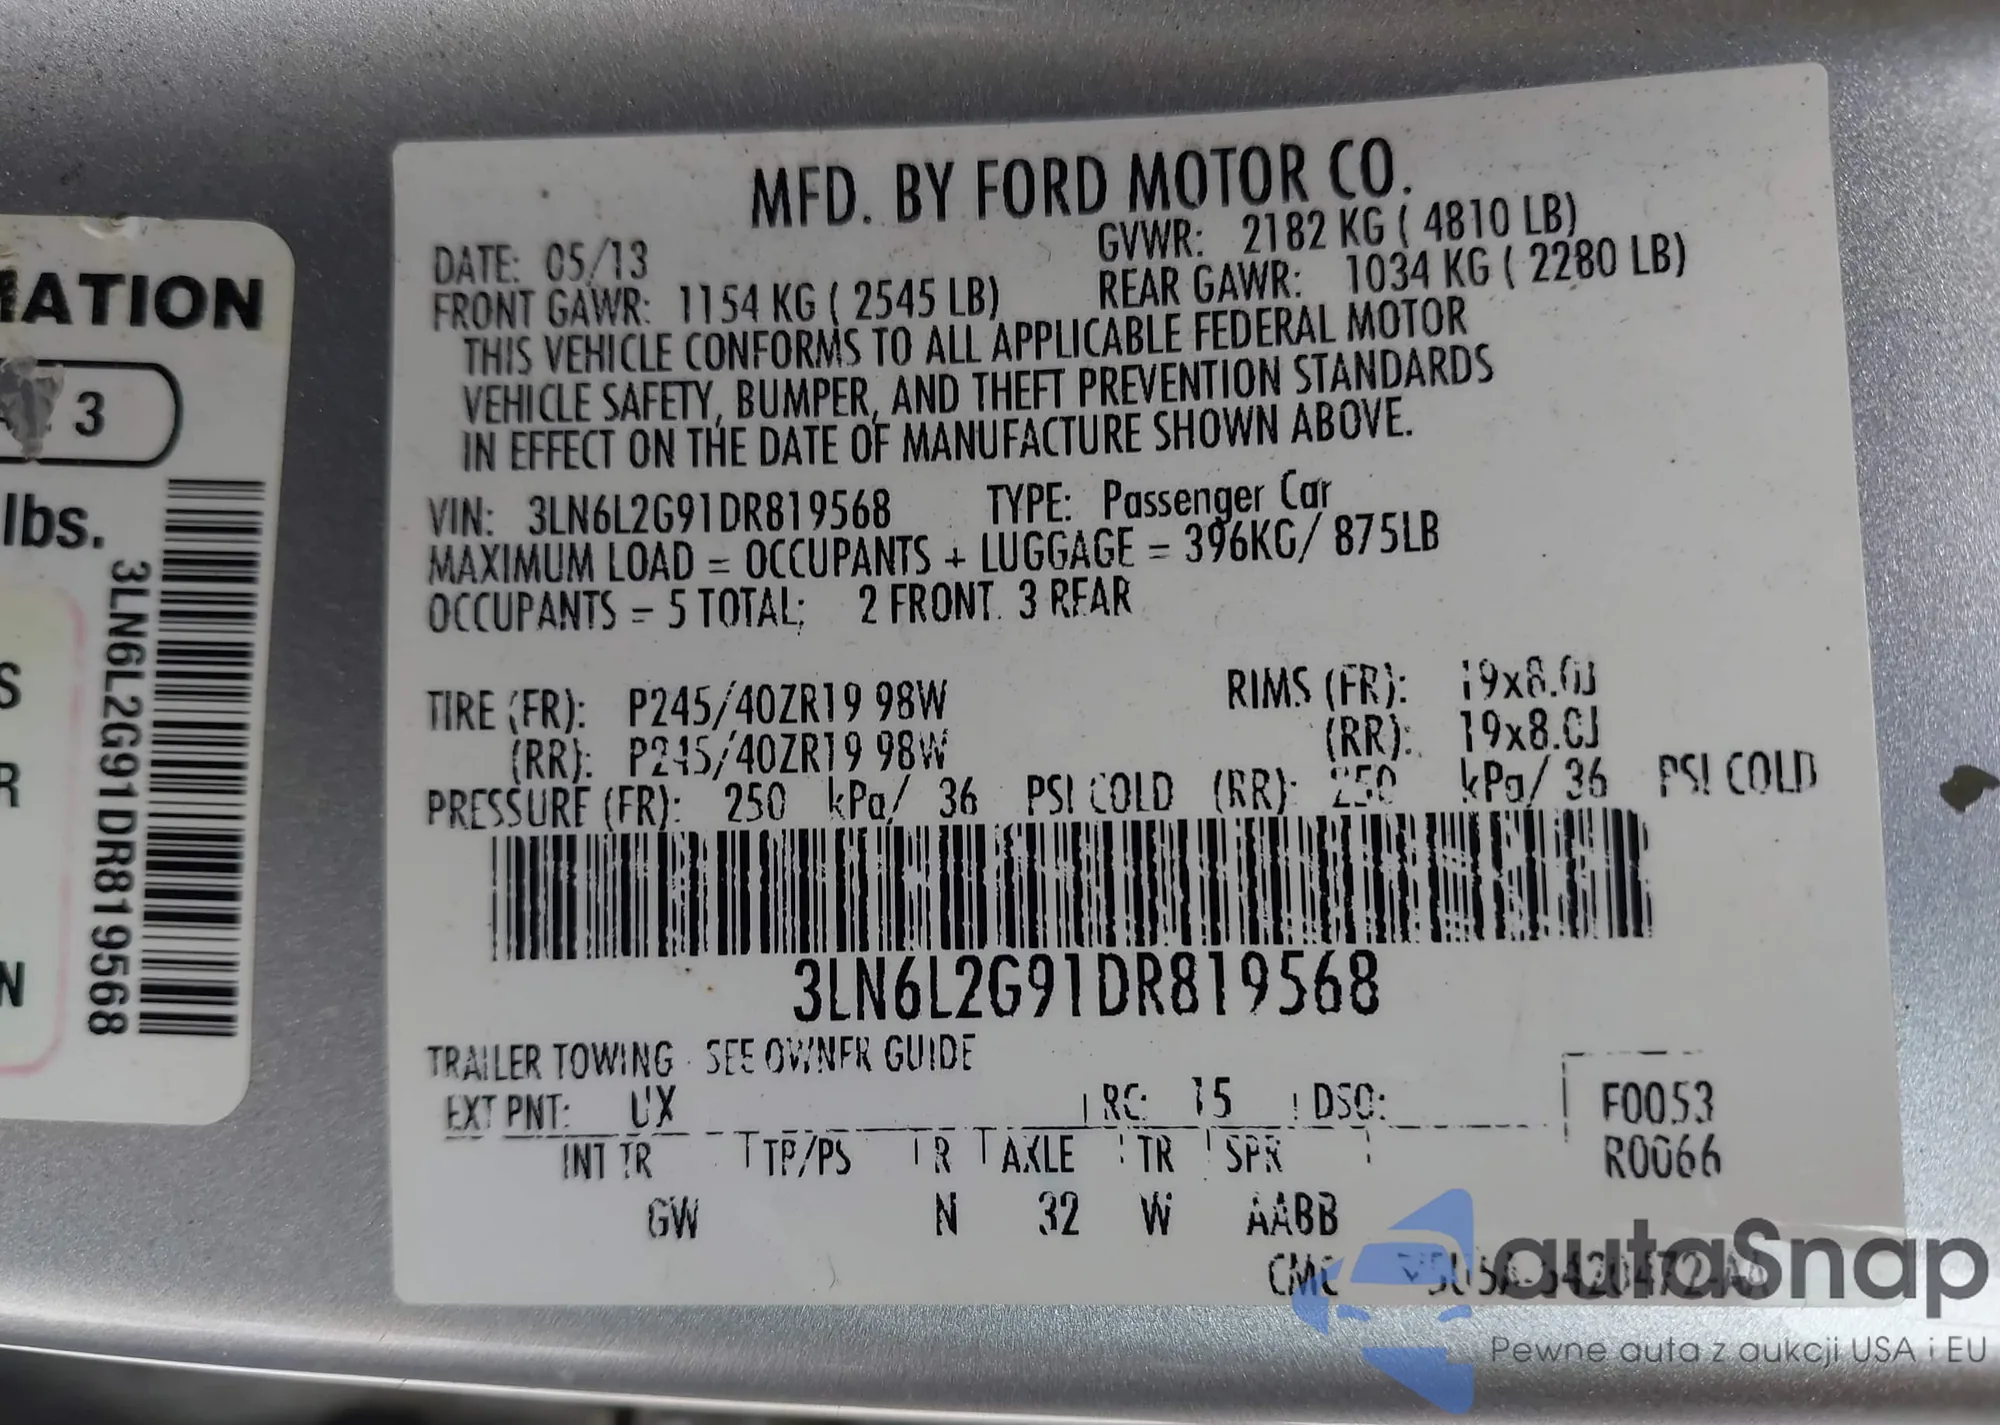 MATION
3
lbs.
S
R
N
3LN6L2G91DR819568
MFD. BY FORD MOTOR CO.
DATE: 05/13
GVWR: 2182 KG ( 4810 LB)
FRONT GAWR: 1154 KG ( 2545 LB)
REAR GAWR: 1034 KG ( 2280 LB)
THIS VEHICLE CONFORMS TO ALL APPLICABLE FEDERAL MOTOR
VEHICLE SAFETY, BUMPER, AND THEFT PREVENTION STANDARDS
IN EFFECT ON THE DATE OF MANUFACTURE SHOWN ABOVE.
VIN: 3LN6L2G91DR819568 TYPE: Passenger Car
MAXIMUM LOAD = OCCUPANTS + LUGGAGE = 396KG/ 875LB
OCCUPANTS = 5 TOTAL; 2 FRONT. 3 REAR
TIRE (FR): P245/40ZR19 98W RIMS (FR): 19x8.0J
(RR): P245/40ZR19 98W (RR): 19x8.0J
PRESSURE (FR): 250 kPa/ 36 PSI COLD (RR): 250 kPa/ 36 PSI COLD
3LN6L2G91DR819568
TRAILER TOWING - SEE OWNER GUIDE
EXT PNT: UX RC: 15 DSO: F0053
INT TR TP/PS R AXLE TR SPR R0066
GW N 32 W AABB
CMC
autaSnap
Pewne auta z aukcji USA i EU